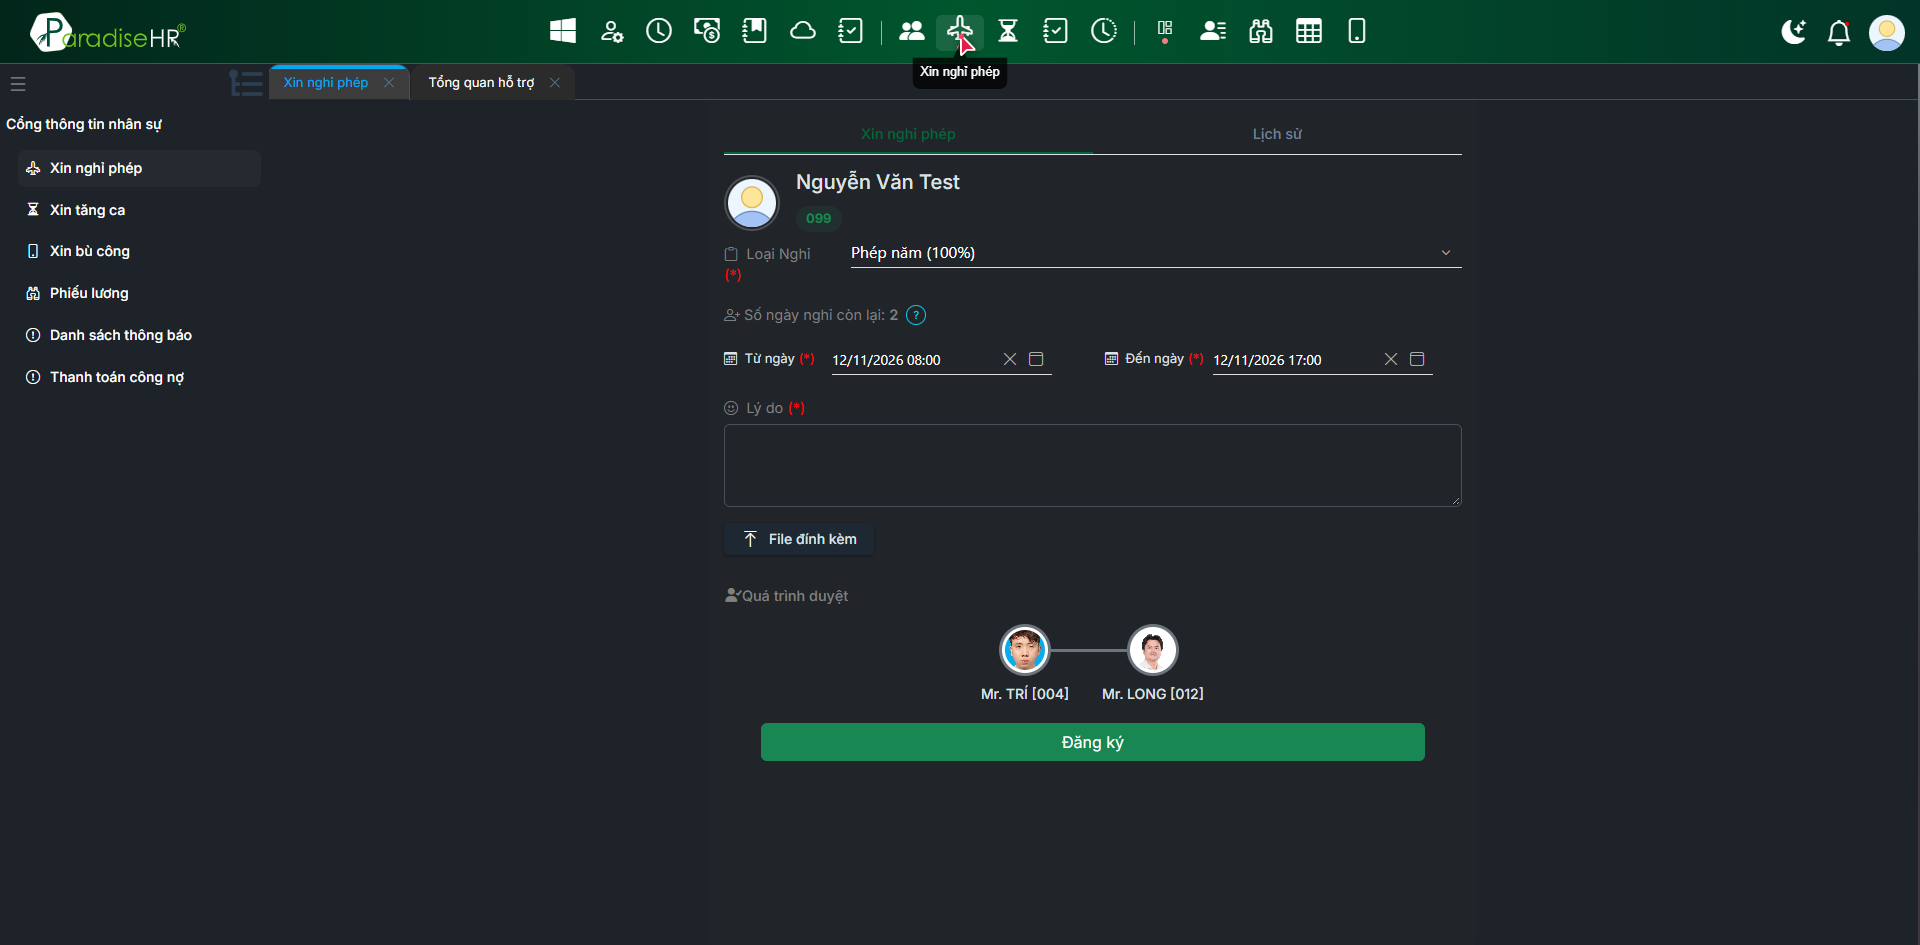 ParadiseHR®
Xin nghỉ phép
Xin nghỉ phép
Tổng quan hỗ trợ
Cổng thông tin nhân sự
Xin nghỉ phép
Xin tăng ca
Xin bù công
Phiếu lương
Danh sách thông báo
Thanh toán công nợ
Xin nghỉ phép
Lịch sử
Nguyễn Văn Test
099
Loại Nghỉ (*)
Phép năm (100%)
Số ngày nghỉ còn lại: 2 ?
Từ ngày (*) 12/11/2026 08:00
Đến ngày (*) 12/11/2026 17:00
Lý do (*)
File đính kèm
Quá trình duyệt
Mr. TRÍ [004]
Mr. LONG [012]
Đăng ký